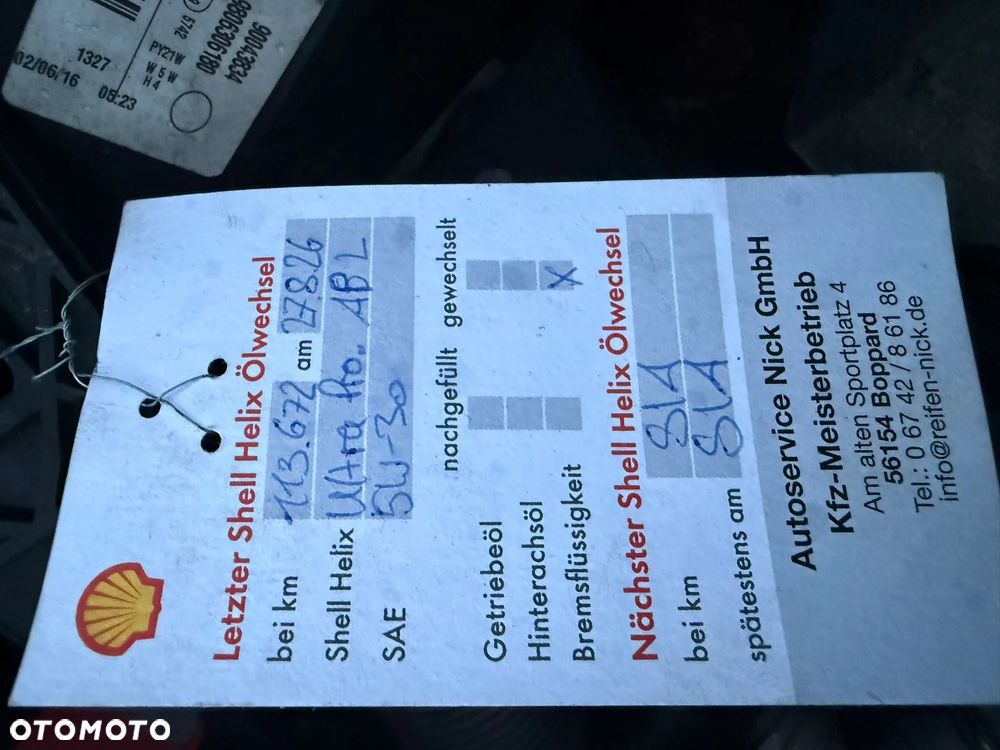 90043834
9806306180
6742
PY21W
W5W
H4
1327
02/06/16 05:23
Letzter Shell Helix Ölwechsel
bei km 113.672 am 27.8.26
Shell Helix Ultra Pro. AB L
SAE 5W-30
nachgefüllt gewechselt
Getriebeöl
Hinterachsöl
Bremsflüssigkeit X
Nächster Shell Helix Ölwechsel
bei km SIA
spätestens am SIA
Autoservice Nick GmbH
Kfz-Meisterbetrieb
Am alten Sportplatz 4
56154 Boppard
Tel.: 0 67 42 / 8 61 86
info@reifen-nick.de
OTOMOTO